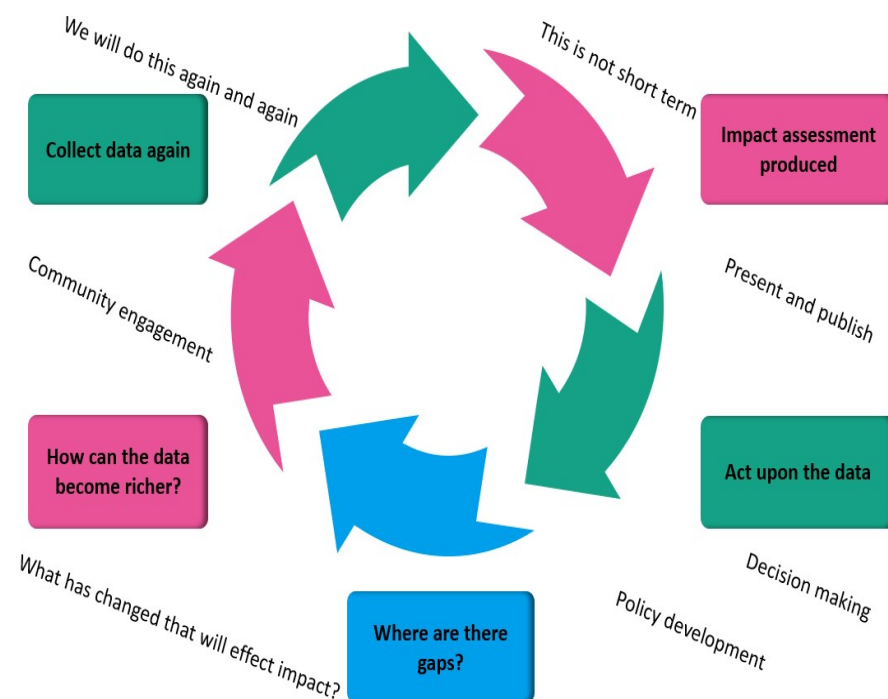 We will do this again and again
This is not short term
Collect data again
Impact assessment
produced
Community engagement
Present and publish
How can the data
become richer?
Act upon the data
What has changed that will effect impact?
Where are there
gaps?
Policy development
Decision making